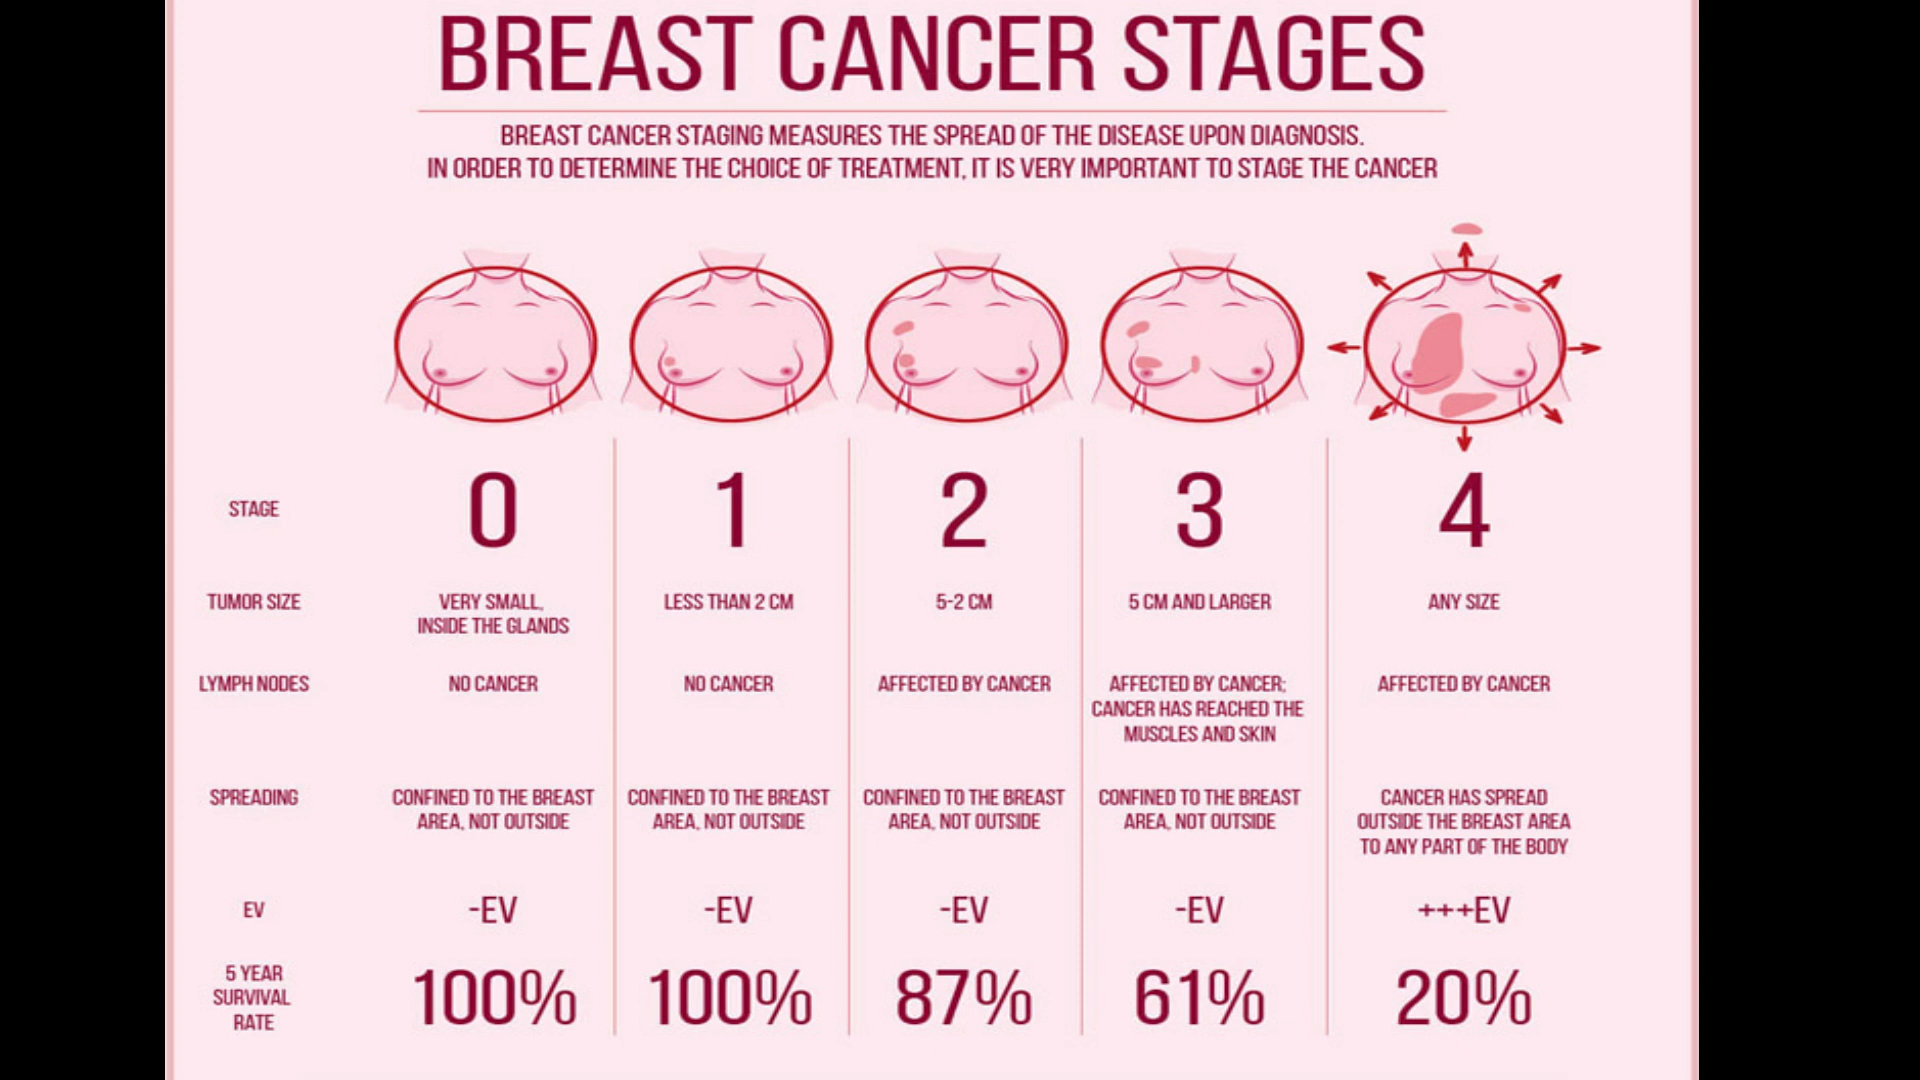 BREAST CANCER STAGES
BREAST CANCER STAGING MEASURES THE SPREAD OF THE DISEASE UPON DIAGNOSIS.
IN ORDER TO DETERMINE THE CHOICE OF TREATMENT, IT IS VERY IMPORTANT TO STAGE THE CANCER
STAGE 0 1 2 3 4
TUMOR SIZE
VERY SMALL,
INSIDE THE GLANDS
LESS THAN 2 CM
5-2 CM
5 CM AND LARGER
ANY SIZE
LYMPH NODES
NO CANCER
NO CANCER
AFFECTED BY CANCER
AFFECTED BY CANCER;
CANCER HAS REACHED THE
MUSCLES AND SKIN
AFFECTED BY CANCER
SPREADING
CONFINED TO THE BREAST
AREA, NOT OUTSIDE
CONFINED TO THE BREAST
AREA, NOT OUTSIDE
CONFINED TO THE BREAST
AREA, NOT OUTSIDE
CONFINED TO THE BREAST
AREA, NOT OUTSIDE
CANCER HAS SPREAD
OUTSIDE THE BREAST AREA
TO ANY PART OF THE BODY
EV -EV -EV -EV -EV +++EV
5 YEAR
SURVIVAL
RATE
100% 100% 87% 61% 20%